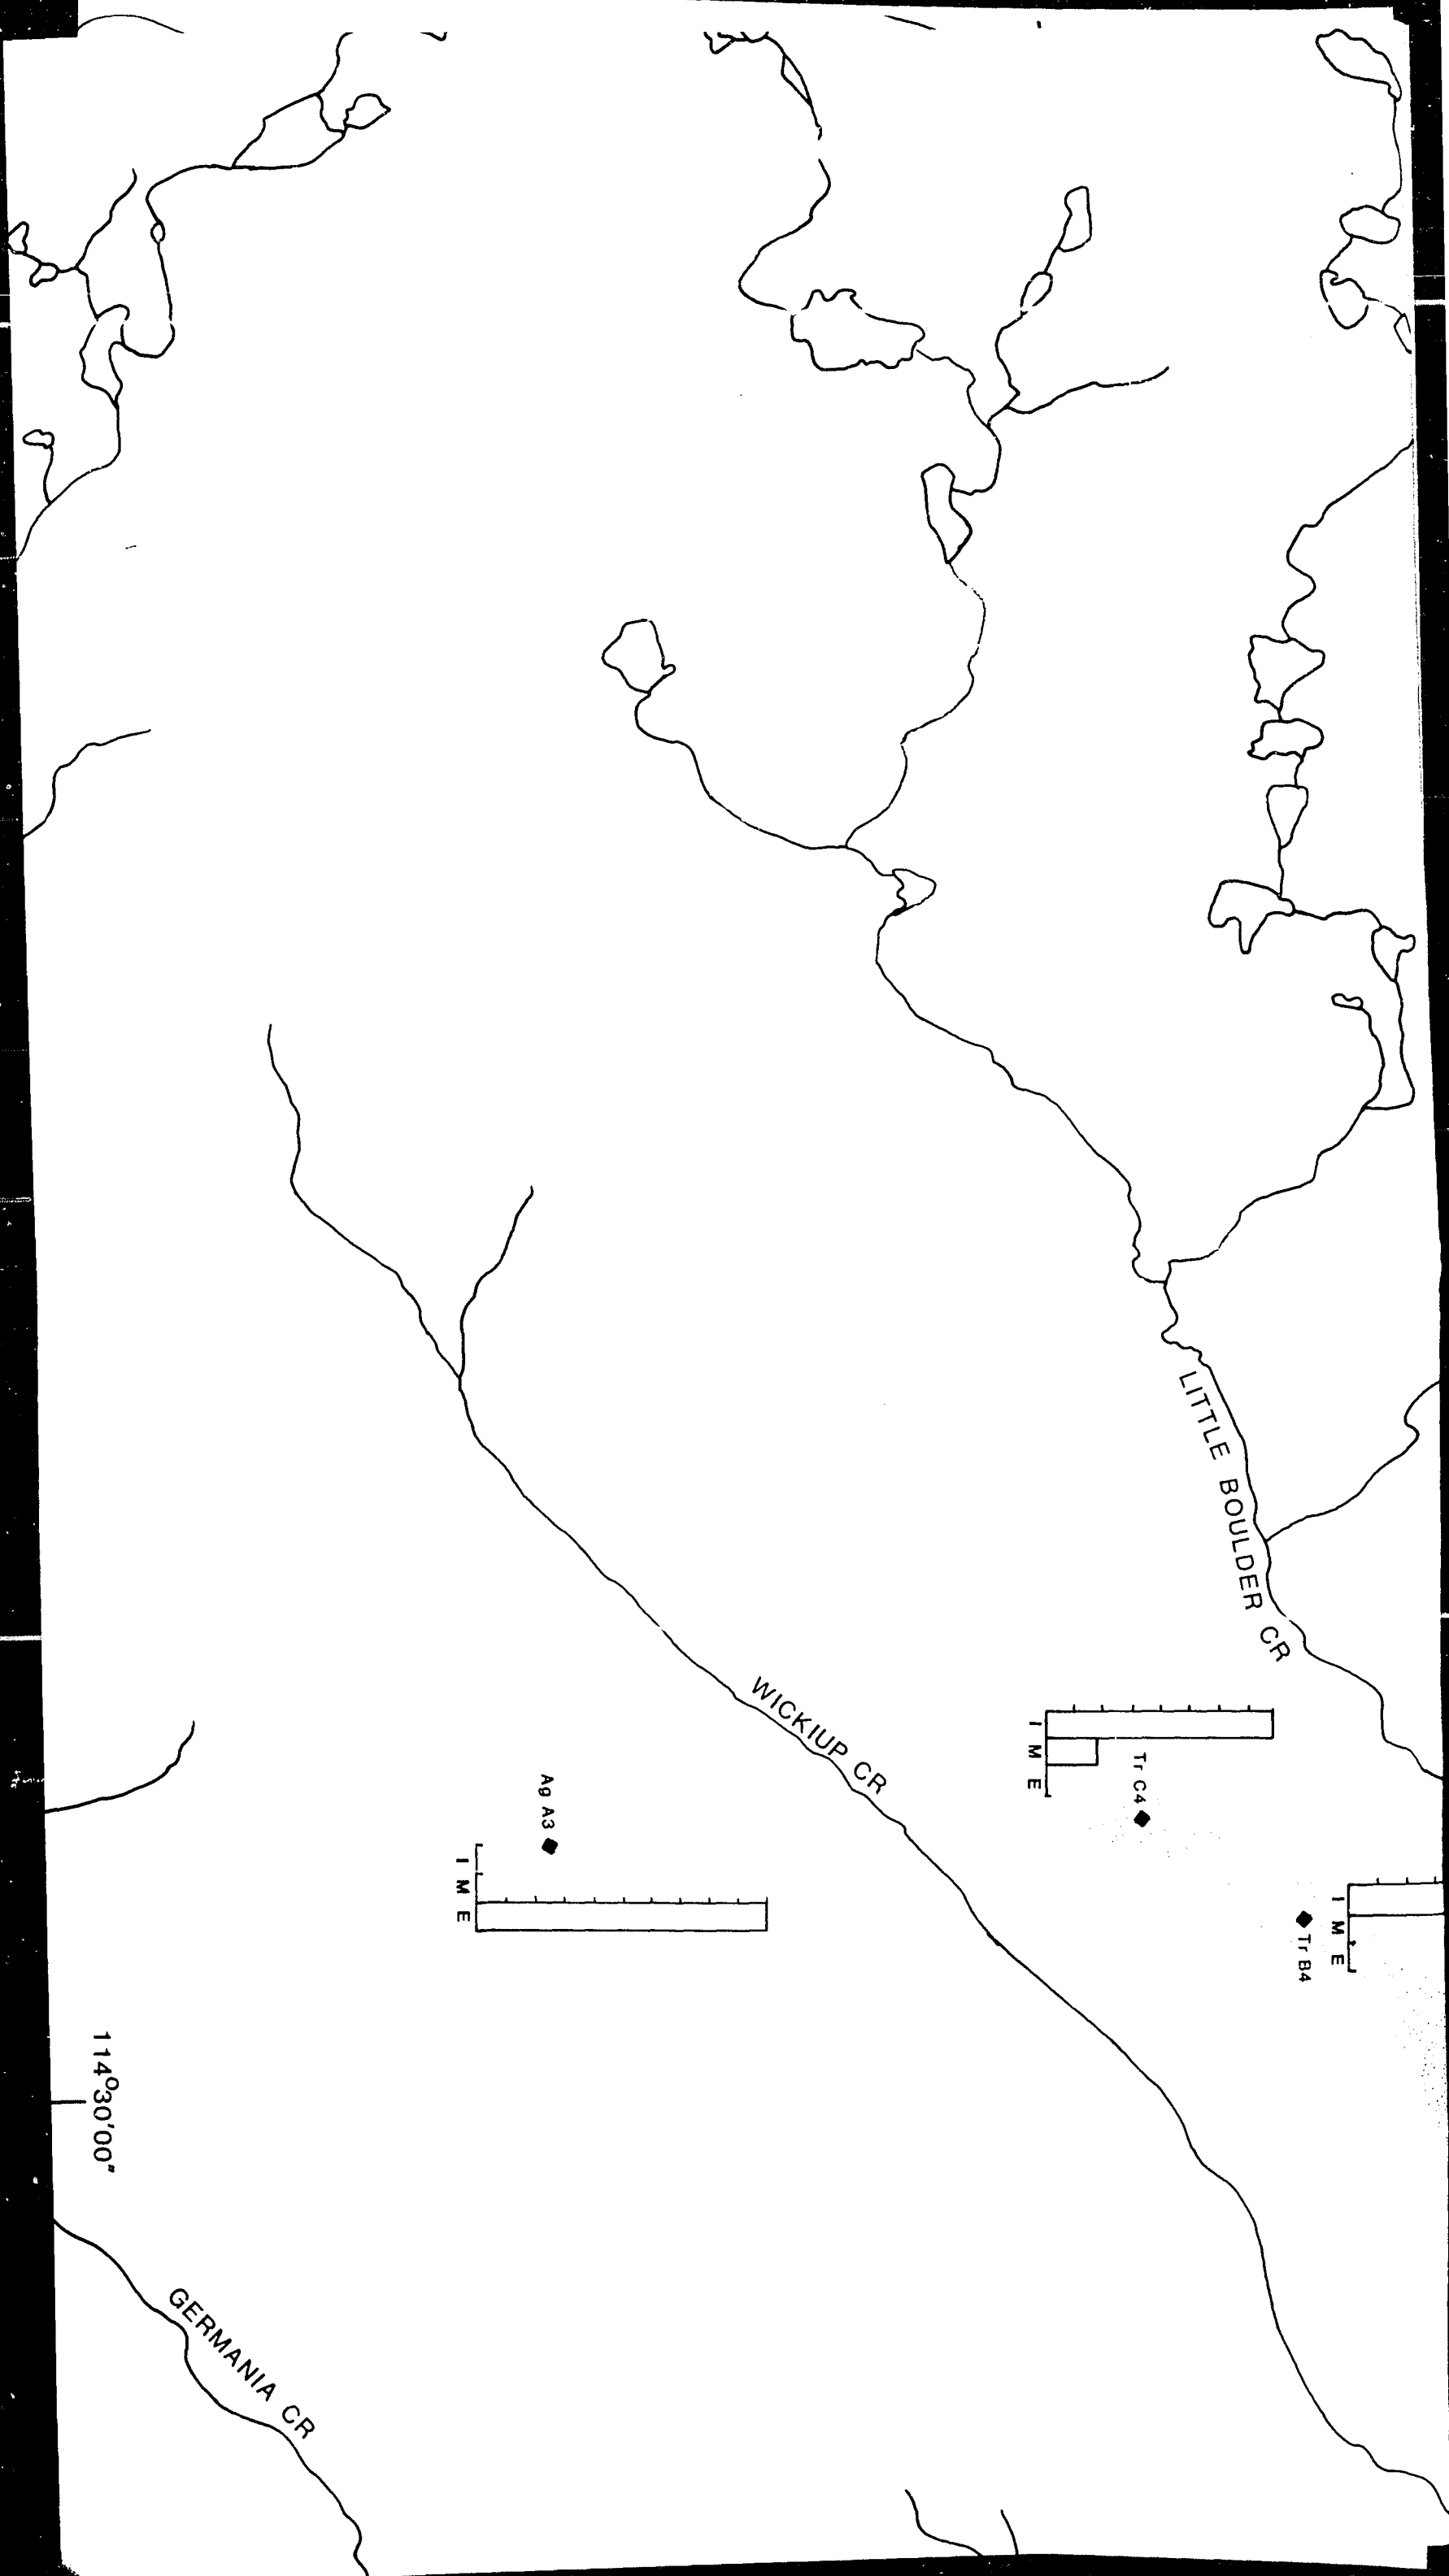 LITTLE BOULDER CR
WICKIUP CR
I M E
Tr C4
I M E
Tr B4
Ag A3
I M E
114°30'00"
GERMANIA CR